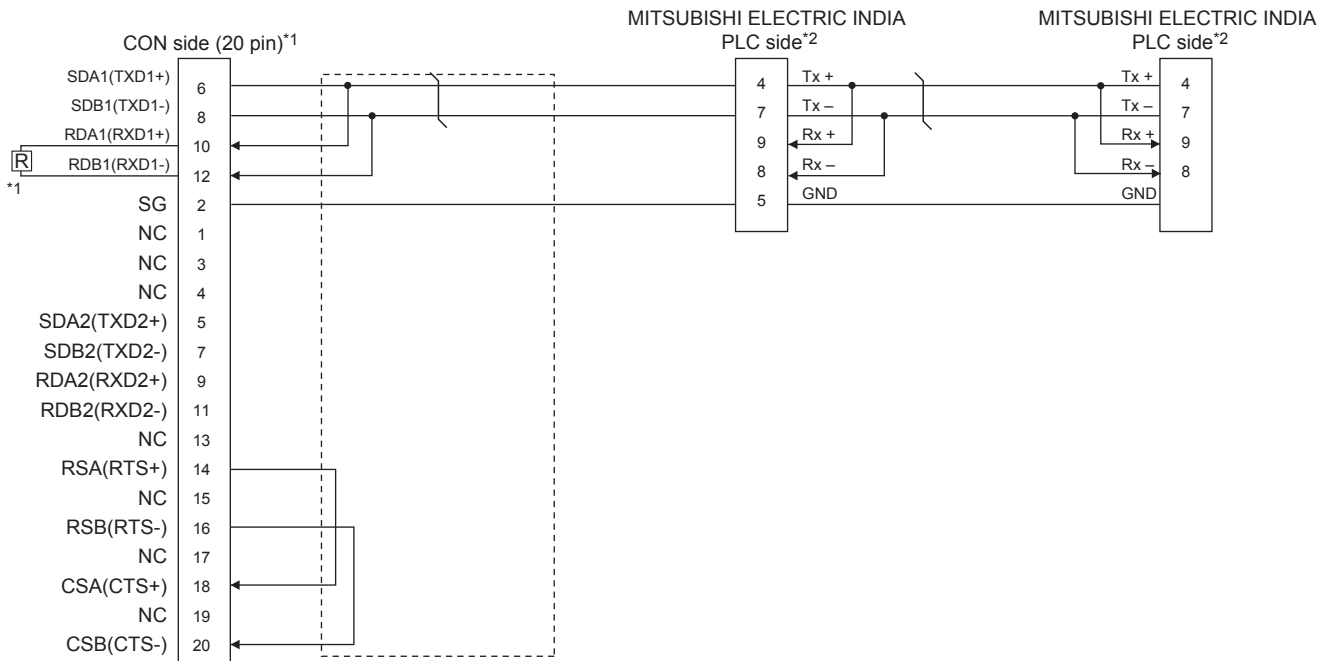 MITSUBISHI ELECTRIC INDIA MITSUBISHI ELECTRIC INDIA
CON side (20 pin)*1 PLC side*2 PLC side*2
SDA1(TXD1+) 6 4 Tx + Tx + 4
SDB1(TXD1-) 8 7 Tx – Tx – 7
RDA1(RXD1+) 10 9 Rx + Rx + 9
R
*1
RDB1(RXD1-) 12 8 Rx – Rx – 8
SG 2 5 GND GND
NC 1
NC 3
NC 4
SDA2(TXD2+) 5
SDB2(TXD2-) 7
RDA2(RXD2+) 9
RDB2(RXD2-) 11
NC 13
RSA(RTS+) 14
NC 15
RSB(RTS-) 16
NC 17
CSA(CTS+) 18
NC 19
CSB(CTS-) 20